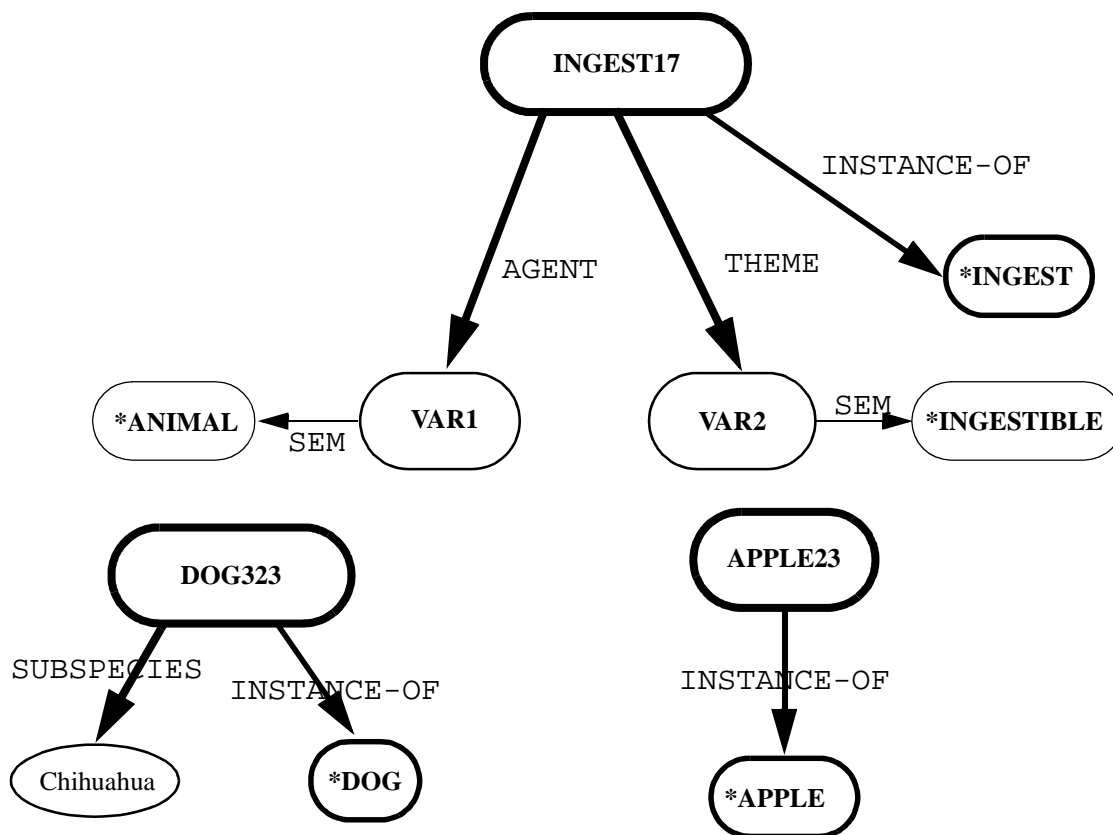 INGEST17
INSTANCE-OF
AGENT
THEME
*INGEST
*ANIMAL
SEM
VAR1
VAR2
SEM
*INGESTIBLE
DOG323
APPLE23
SUBSPECIES
INSTANCE-OF
INSTANCE-OF
Chihuahua
*DOG
*APPLE